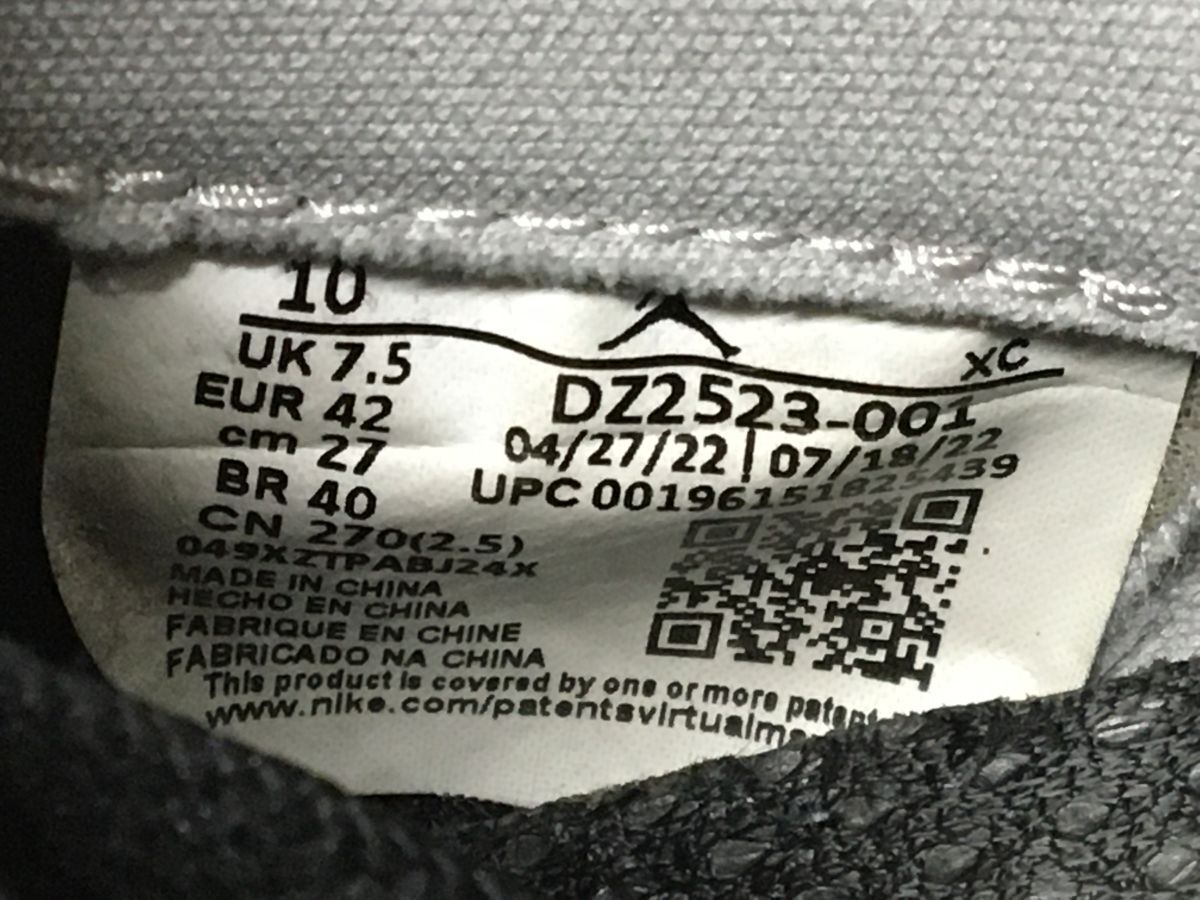 10
XC
UK 7.5
EUR 42
cm 27
BR 40
CN 270(2.5)
049XZTPABJ24X
MADE IN CHINA
HECHO EN CHINA
FABRIQUE EN CHINE
FABRICADO NA CHINA
DZ2523-001
04/27/22 | 07/18/22
UPC 00196151825439
This product is covered by one or more
www.nike.com/patentsvirtualma